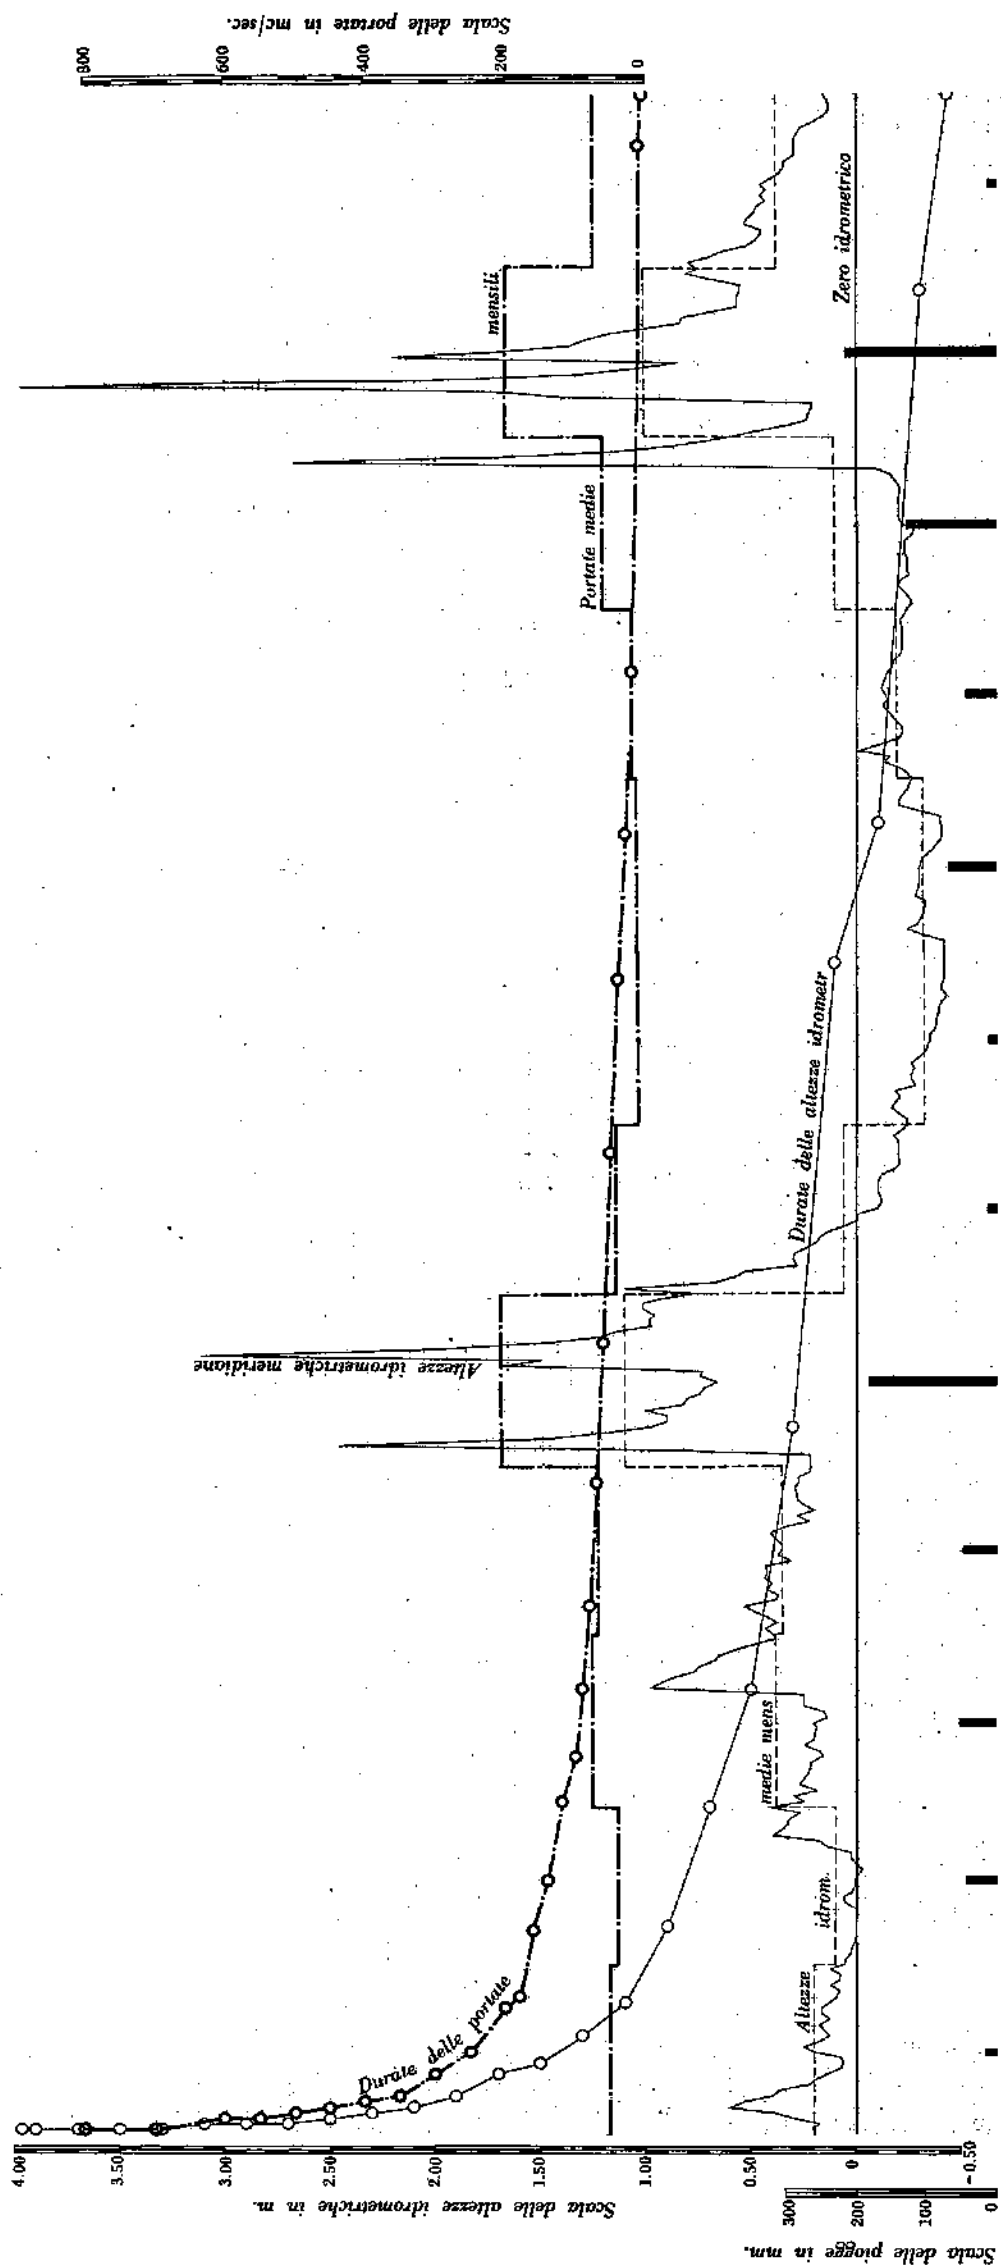 Scala delle portate in mc/sec.
800
600
400
200
0
mensili
Portate medie
Zero idrometrico
Altezze idrometriche meridiane
Durate delle altezze idrometr
medie mens
idrom.
Altezze
Durate delle portate
4.00
3.50
3.00
2.50
2.00
1.50
1.00
0.50
0
-0.50
Scala delle altezze idrometriche in m.
300
200
100
0
Scala delle piogge in mm.